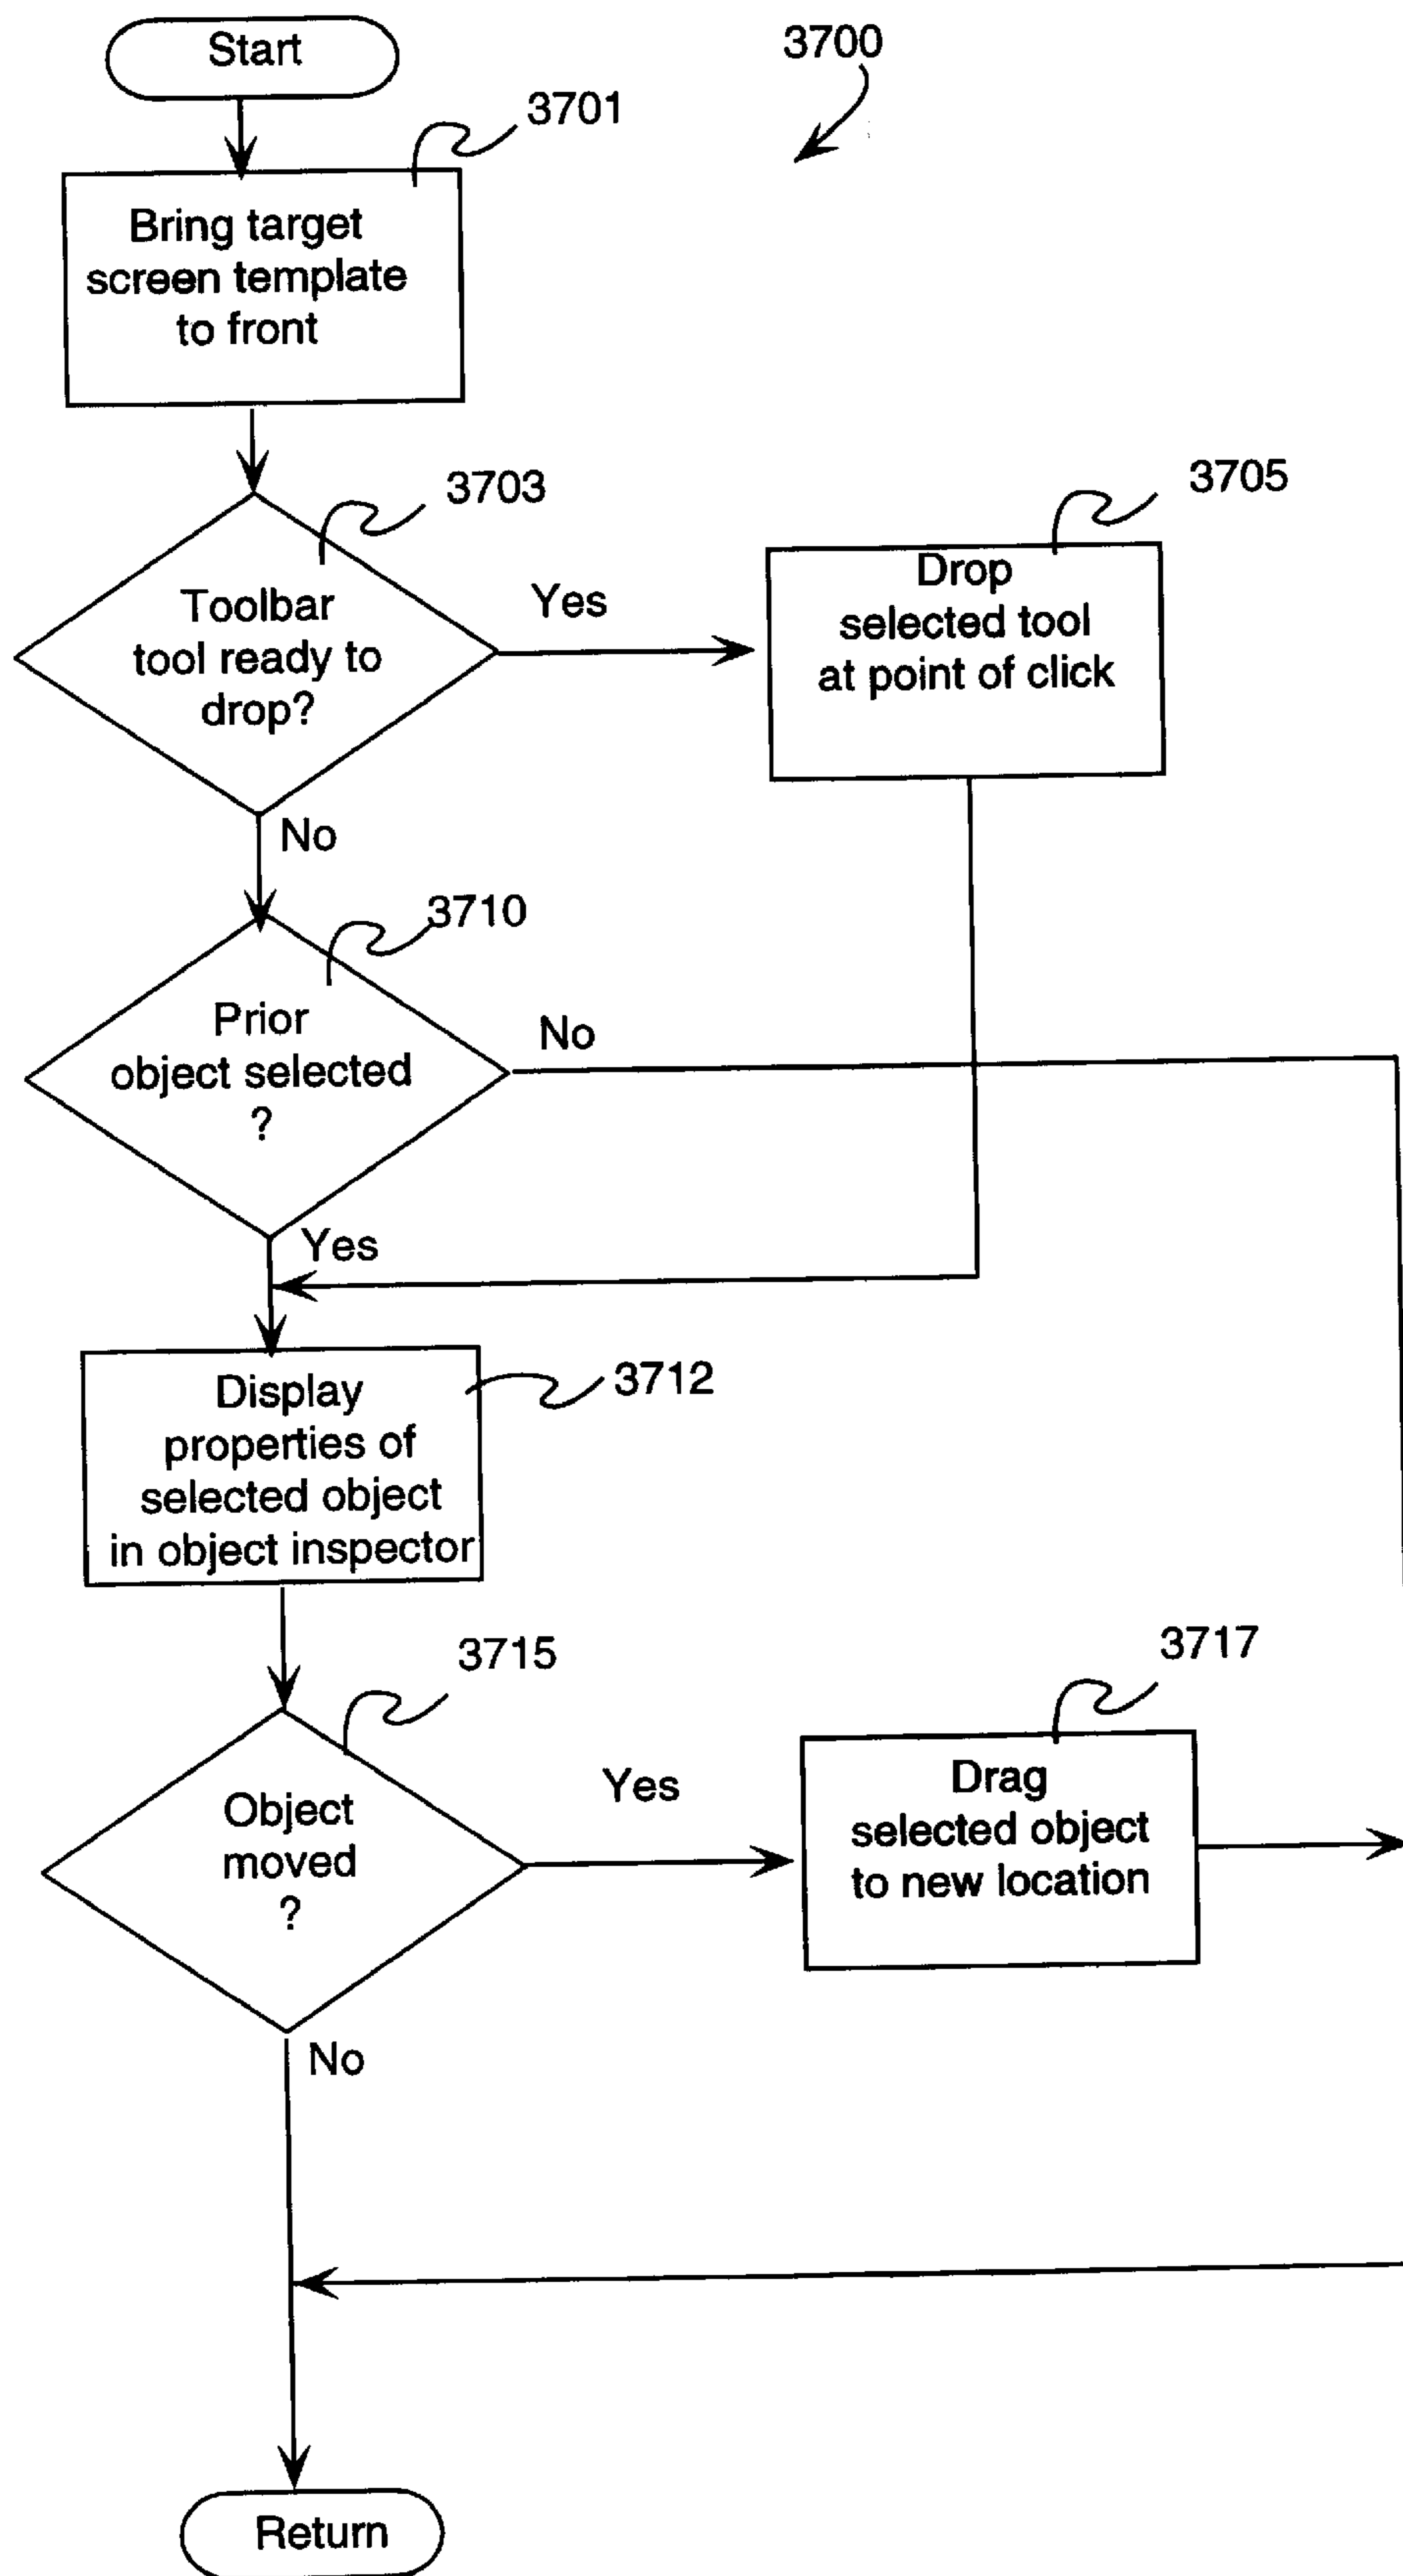 Start
3700
3701
Bring target
screen template
to front
3703
3705
Toolbar
tool ready to
drop?
Yes
Drop
selected tool
at point of click
No
3710
Prior
object selected
?
No
Yes
3712
Display
properties of
selected object
in object inspector
3715
3717
Object
moved
?
Yes
Drag
selected object
to new location
No
Return